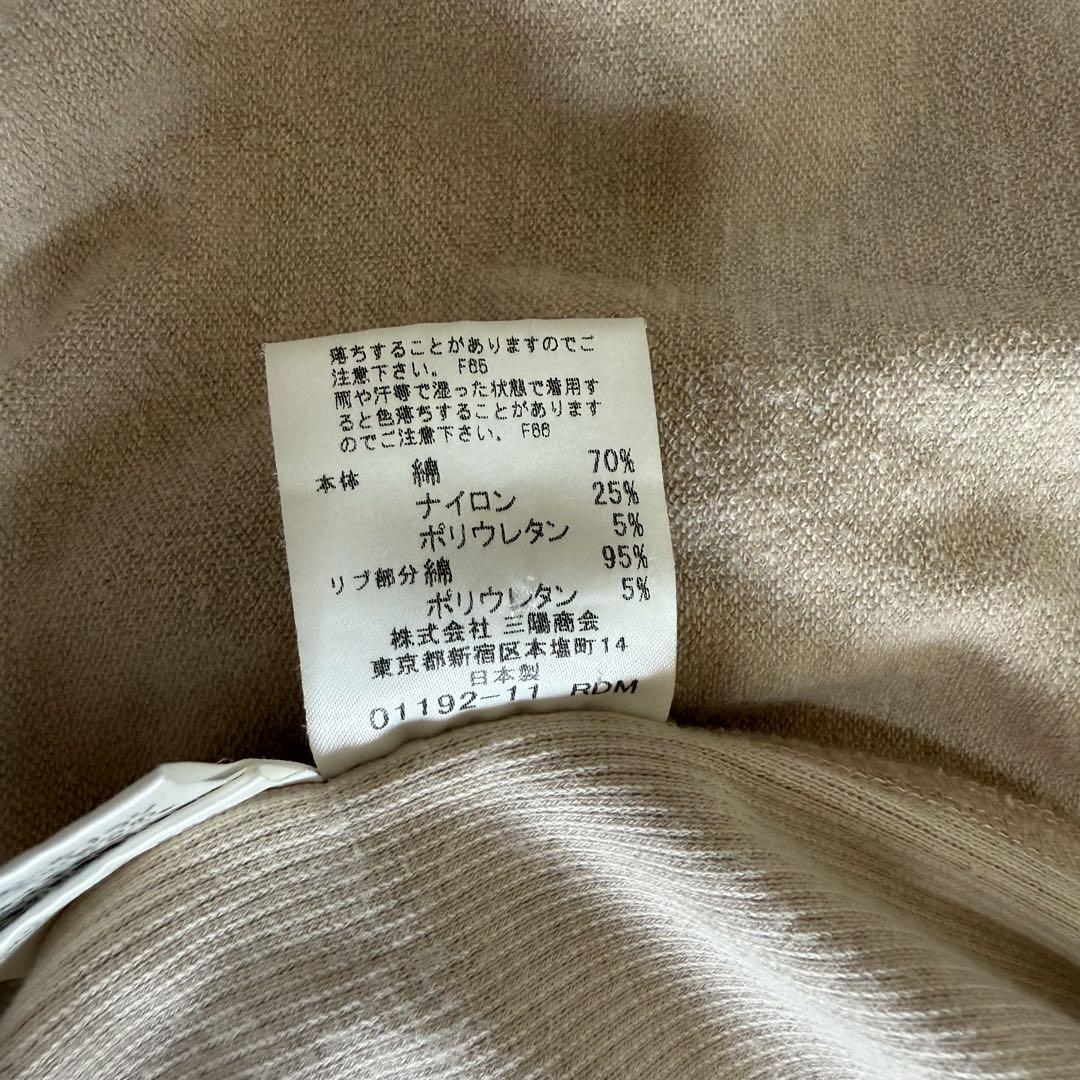 落ちすることがありますのでご
注意下さい。 F65
雨や汗等で湿った状態で着用す
ると色落ちすることがあります
のでご注意下さい。 F66
本体 綿 70%
ナイロン 25%
ポリウレタン 5%
リブ部分 綿 95%
ポリウレタン 5%
株式会社 三陽商会
東京都新宿区本塩町14
日本製
01192-11 RDM